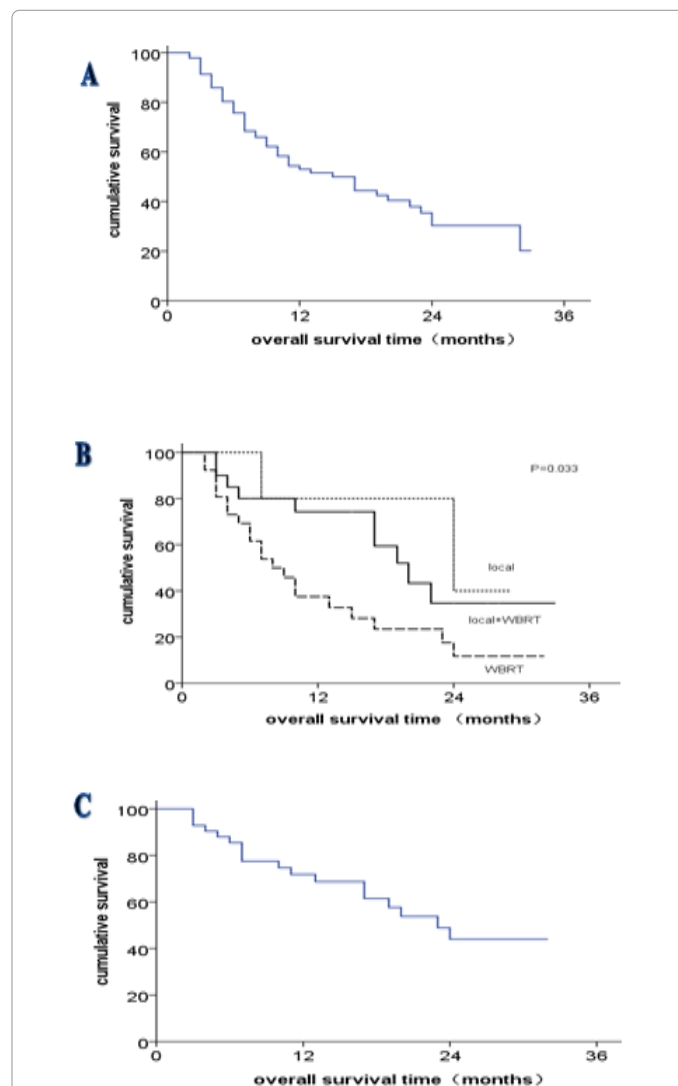 A
100
80
60
40
20
0
cumulative survival
0 12 24 36
overall survival time（months）
B
100
80
60
40
20
0
cumulative survival
P=0.033
local
local+WBRT
WBRT
0 12 24 36
overall survival time （months）
C
100
80
60
40
20
0
cumulative survival
0 12 24 36
overall survival time（months）